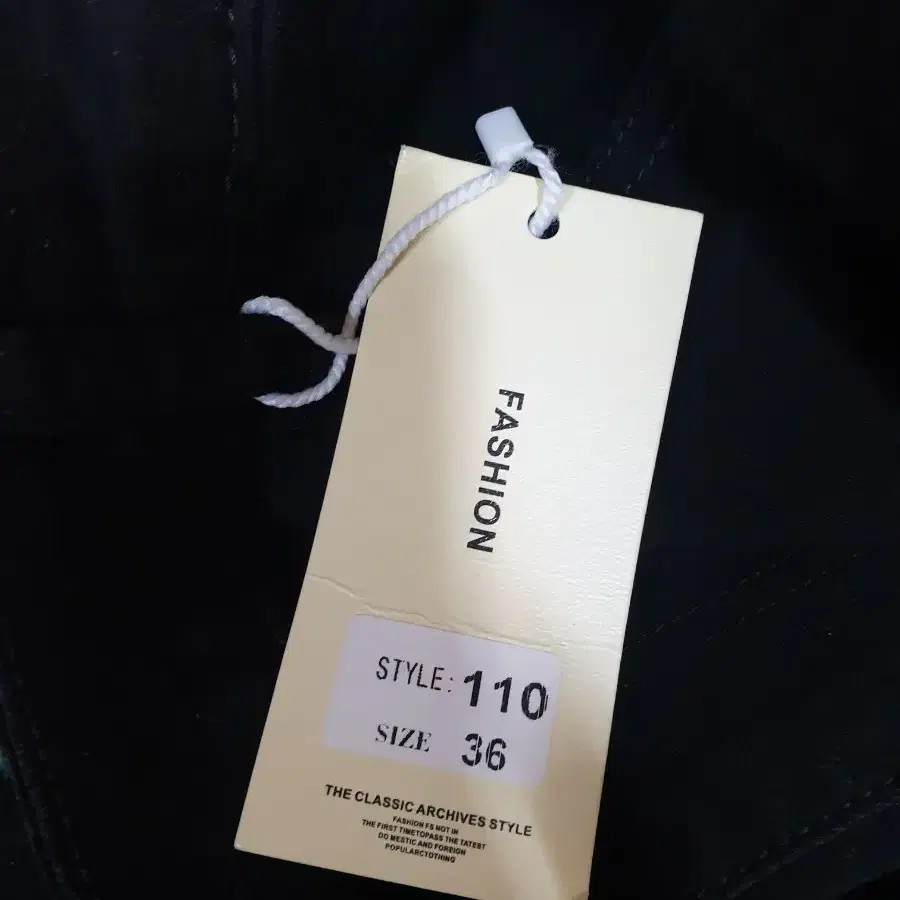 FASHION
STYLE: 110
SIZE 36
THE CLASSIC ARCHIVES STYLE
FASHION FS NOT IN
THE FIRST TIMETOPASS THE TATEST
DO MESTIC AND FOREIGN
POPULARCTOTHING